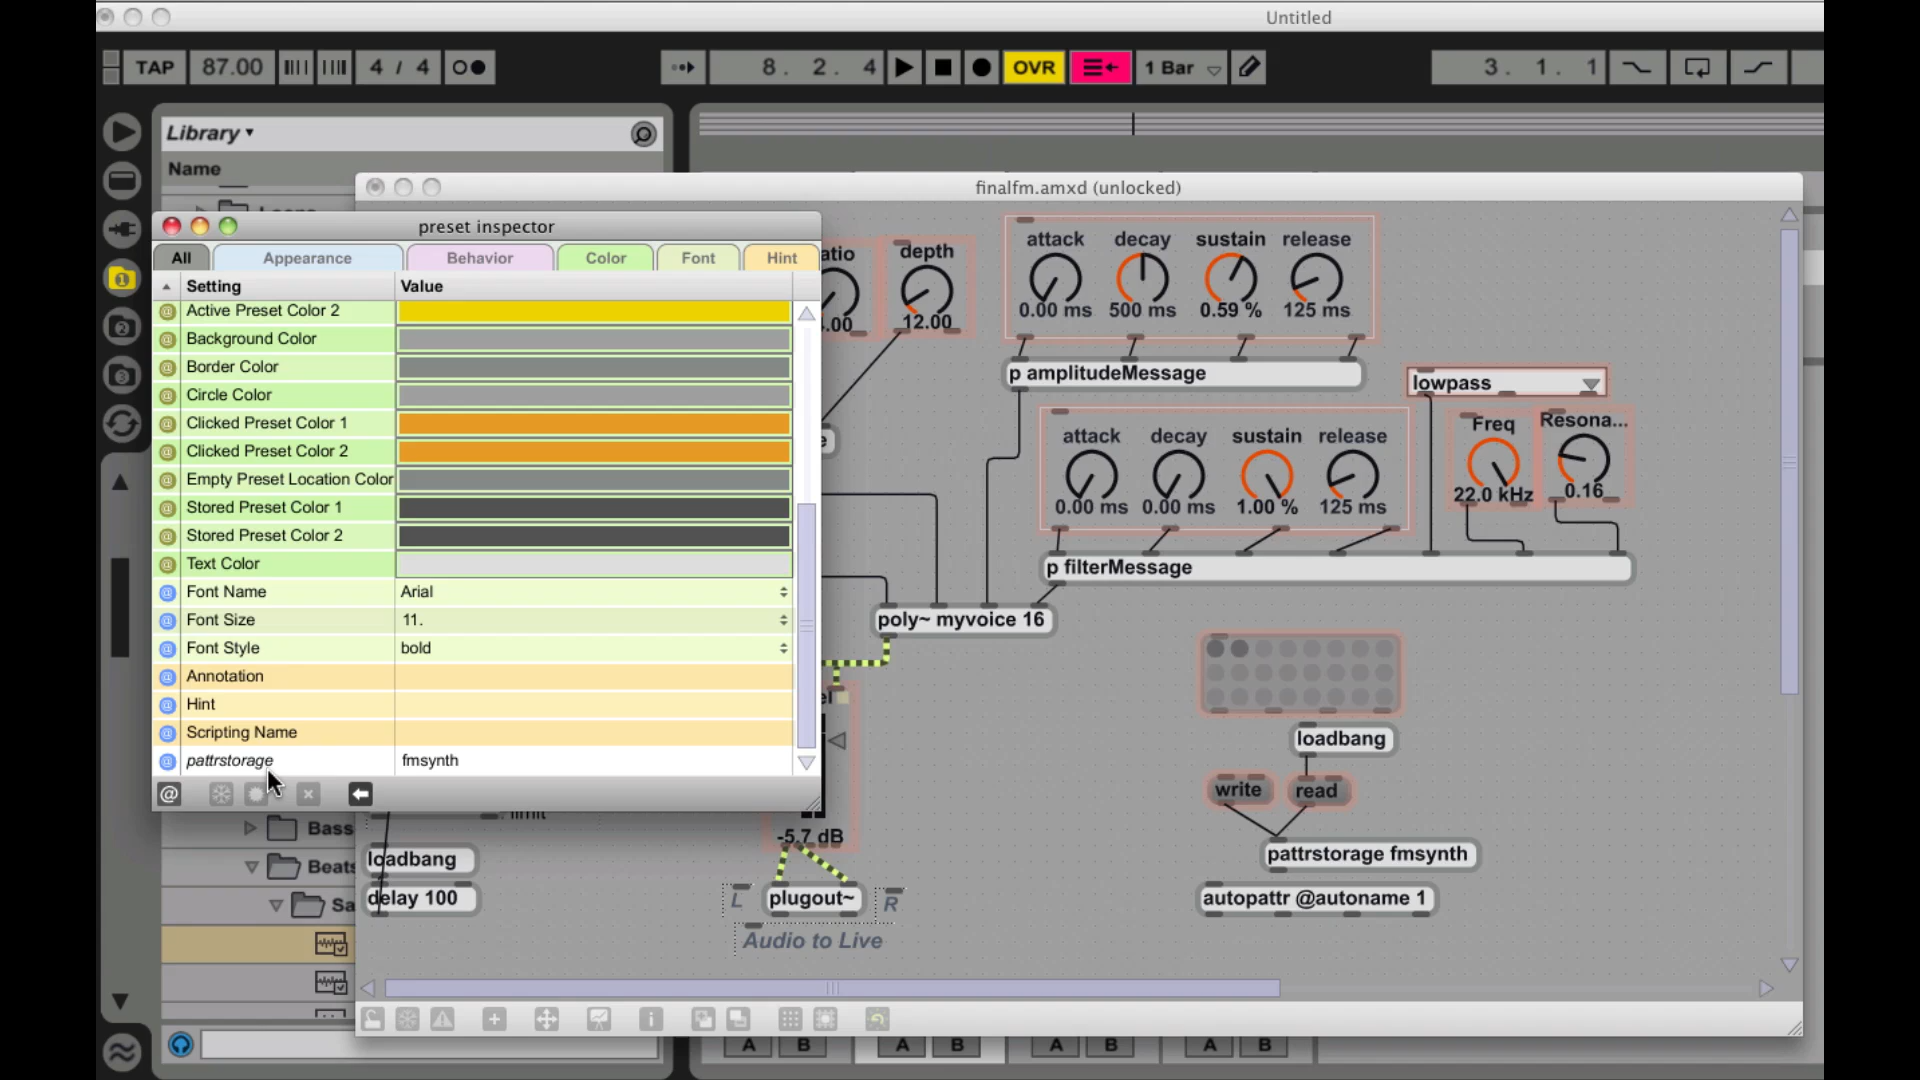 Untitled
TAP 87.00 4 / 4 8. 2. 4 OVR 1 Bar 3. 1. 1
Library
Name
finalfm.amxd (unlocked)
preset inspector
All Appearance Behavior Color Font Hint
Setting Value
Active Preset Color 2
Background Color
Border Color
Circle Color
Clicked Preset Color 1
Clicked Preset Color 2
Empty Preset Location Color
Stored Preset Color 1
Stored Preset Color 2
Text Color
Font Name Arial
Font Size 11.
Font Style bold
Annotation
Hint
Scripting Name
pattrstorage fmsynth
atio depth
.00 12.00
attack decay sustain release
0.00 ms 500 ms 0.59 % 125 ms
p amplitudeMessage
lowpass
attack decay sustain release
0.00 ms 0.00 ms 1.00 % 125 ms
Freq Resona...
22.0 kHz 0.16
p filterMessage
poly~ myvoice 16
loadbang
write read
pattrstorage fmsynth
autopattr @autoname 1
-5.7 dB
L plugout~ R
Audio to Live
loadbang
delay 100
Bass
Beats
Sa
A B A B A B A B